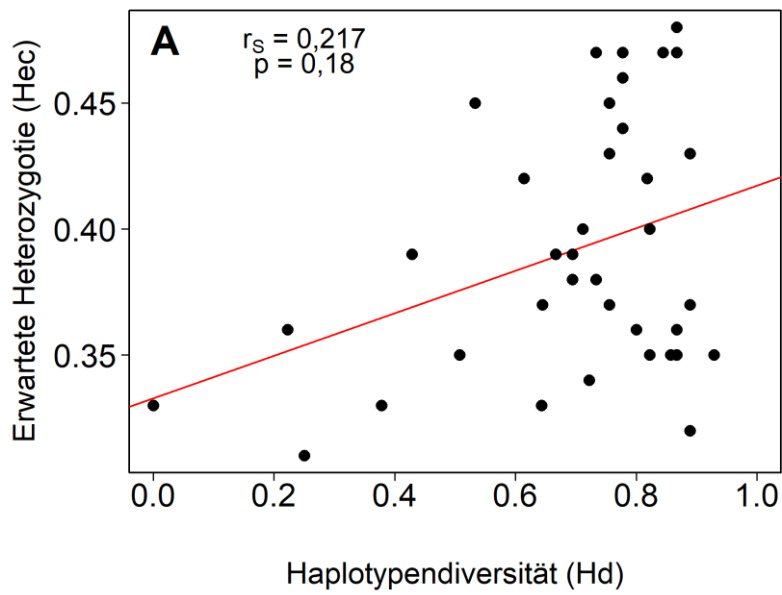 A
rS = 0,217
p = 0,18
Erwartete Heterozygotie (Hec)
0.45
0.40
0.35
0.0 0.2 0.4 0.6 0.8 1.0
Haplotypendiversität (Hd)